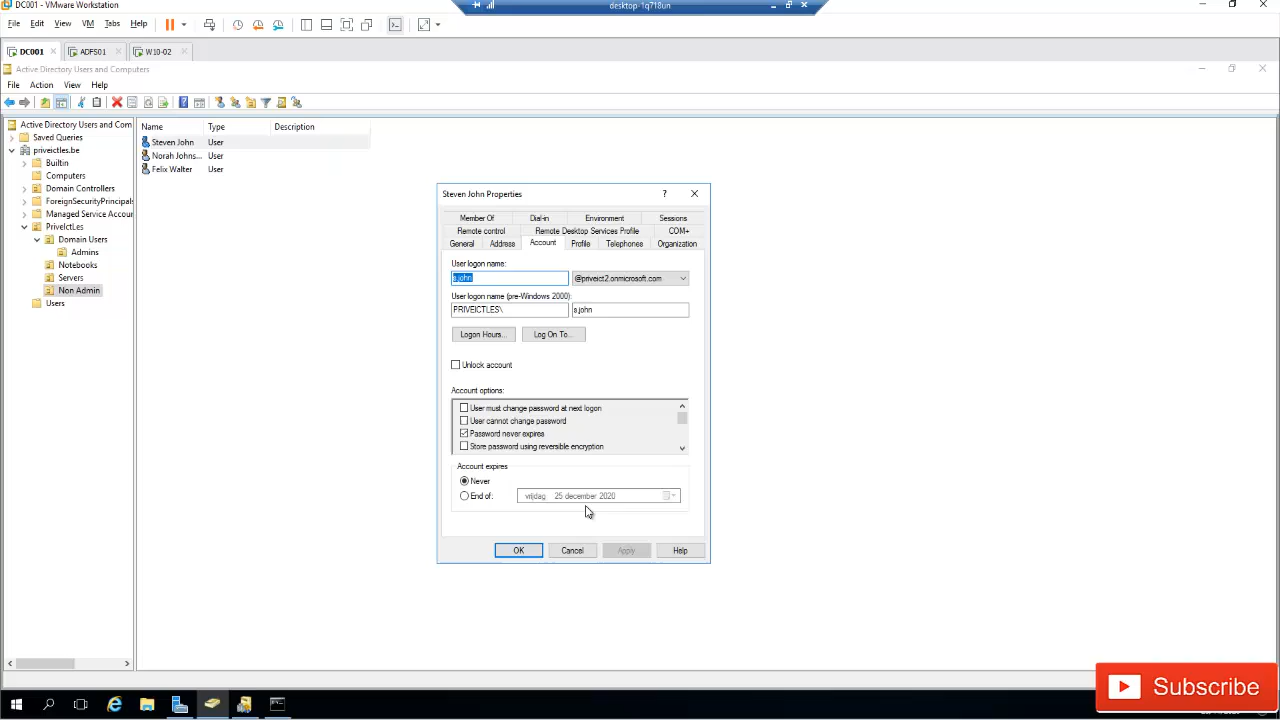 DC001 - VMware Workstation
desktop-1q718un
File Edit View VM Tabs Help
DC001 ADFS01 W10-02
Active Directory Users and Computers
File Action View Help
Active Directory Users and Com
Saved Queries
priveictles.be
Builtin
Computers
Domain Controllers
ForeignSecurityPrincipals
Managed Service Accour
PriveIctLes
Domain Users
Admins
Notebooks
Servers
Non Admin
Users
Name Type Description
Steven John User
Norah Johns... User
Felix Walter User
Steven John Properties
Member Of Dial-in Environment Sessions
Remote control Remote Desktop Services Profile COM+
General Address Account Profile Telephones Organization
User logon name:
s.john @priveict2.onmicrosoft.com
User logon name (pre-Windows 2000):
PRIVEICTLES\ s.john
Logon Hours... Log On To...
Unlock account
Account options:
User must change password at next logon
User cannot change password
Password never expires
Store password using reversible encryption
Account expires
Never
End of: vrijdag 25 december 2020
OK Cancel Apply Help
Subscribe